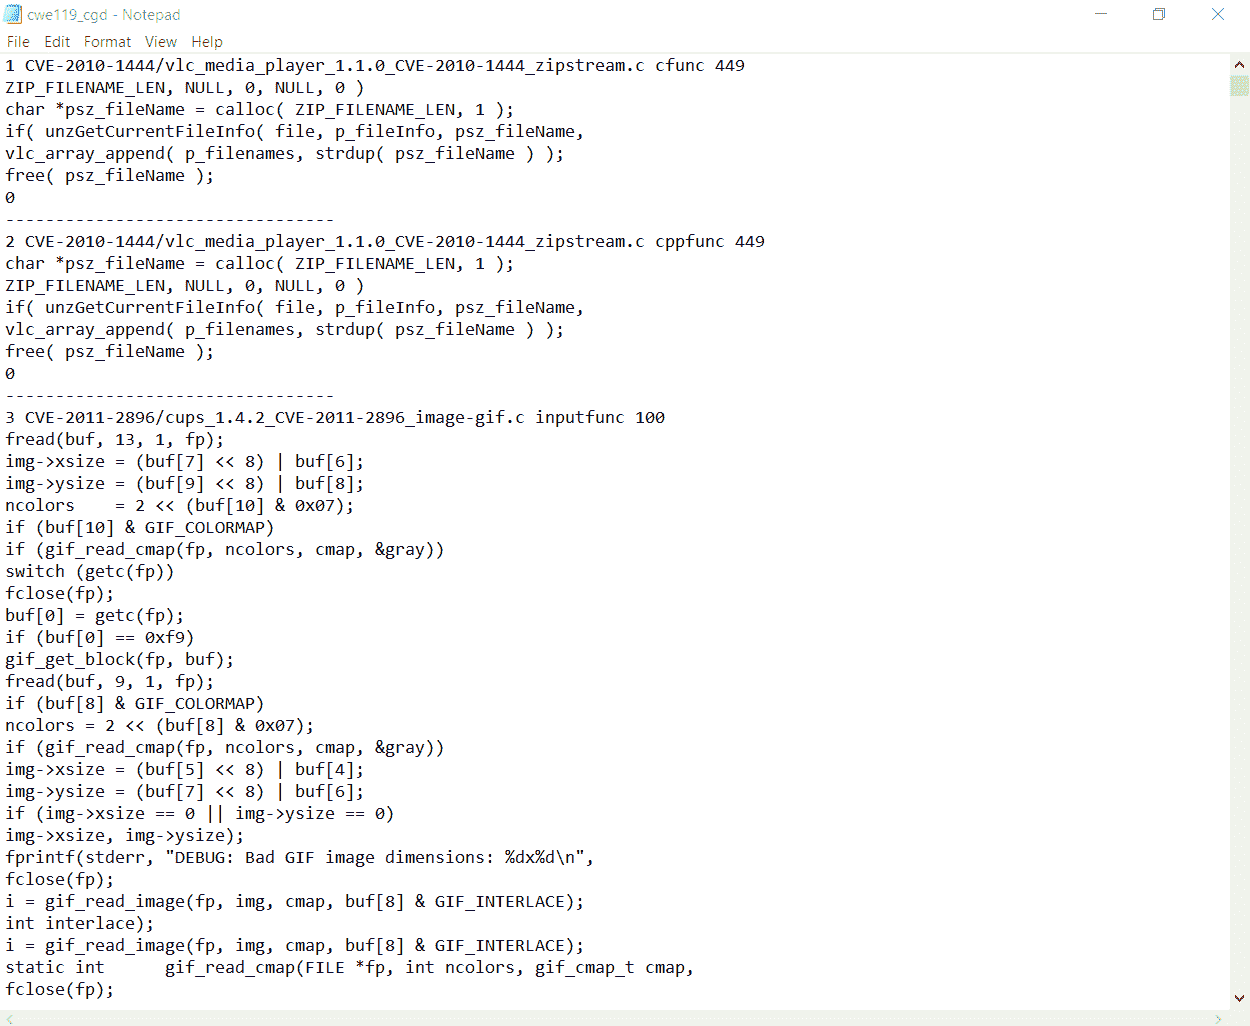 cwe119_cgd - Notepad
File Edit Format View Help
1 CVE-2010-1444/vlc_media_player_1.1.0_CVE-2010-1444_zipstream.c cfunc 449
ZIP_FILENAME_LEN, NULL, 0, NULL, 0 )
char *psz_fileName = calloc( ZIP_FILENAME_LEN, 1 );
if( unzGetCurrentFileInfo( file, p_fileInfo, psz_fileName,
vlc_array_append( p_filenames, strdup( psz_fileName ) );
free( psz_fileName );
0
---------------------------------
2 CVE-2010-1444/vlc_media_player_1.1.0_CVE-2010-1444_zipstream.c cppfunc 449
char *psz_fileName = calloc( ZIP_FILENAME_LEN, 1 );
ZIP_FILENAME_LEN, NULL, 0, NULL, 0 )
if( unzGetCurrentFileInfo( file, p_fileInfo, psz_fileName,
vlc_array_append( p_filenames, strdup( psz_fileName ) );
free( psz_fileName );
0
---------------------------------
3 CVE-2011-2896/cups_1.4.2_CVE-2011-2896_image-gif.c inputfunc 100
fread(buf, 13, 1, fp);
img->xsize = (buf[7] << 8) | buf[6];
img->ysize = (buf[9] << 8) | buf[8];
ncolors    = 2 << (buf[10] & 0x07);
if (buf[10] & GIF_COLORMAP)
if (gif_read_cmap(fp, ncolors, cmap, &gray))
switch (getc(fp))
fclose(fp);
buf[0] = getc(fp);
if (buf[0] == 0xf9)
gif_get_block(fp, buf);
fread(buf, 9, 1, fp);
if (buf[8] & GIF_COLORMAP)
ncolors = 2 << (buf[8] & 0x07);
if (gif_read_cmap(fp, ncolors, cmap, &gray))
img->xsize = (buf[5] << 8) | buf[4];
img->ysize = (buf[7] << 8) | buf[6];
if (img->xsize == 0 || img->ysize == 0)
img->xsize, img->ysize);
fprintf(stderr, "DEBUG: Bad GIF image dimensions: %dx%d\n",
fclose(fp);
i = gif_read_image(fp, img, cmap, buf[8] & GIF_INTERLACE);
int interlace);
i = gif_read_image(fp, img, cmap, buf[8] & GIF_INTERLACE);
static int      gif_read_cmap(FILE *fp, int ncolors, gif_cmap_t cmap,
fclose(fp);